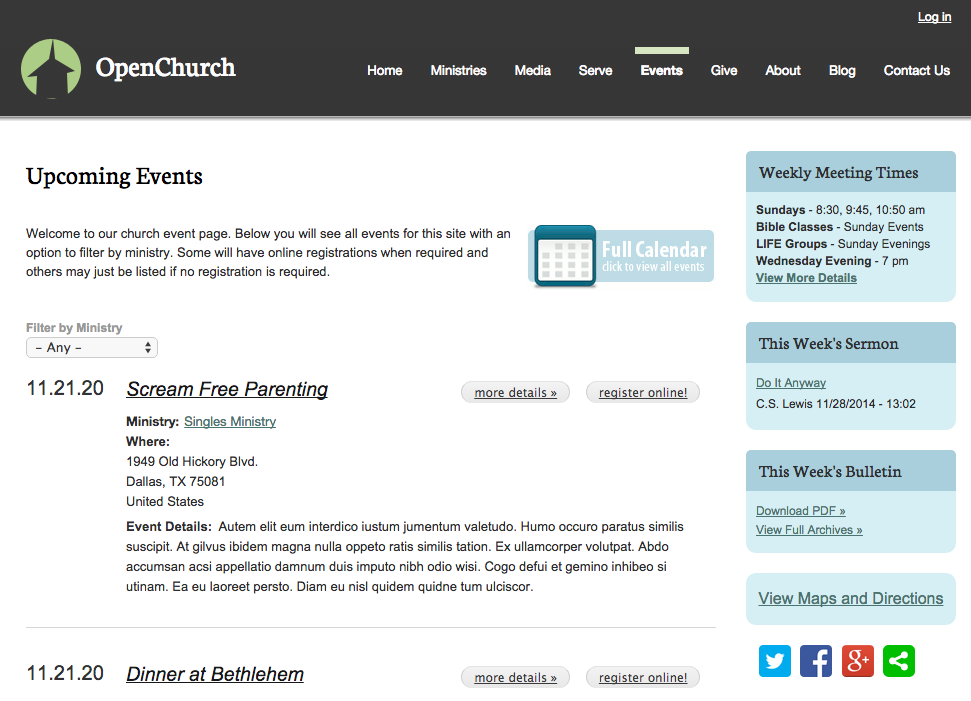 Log in
OpenChurch
Home Ministries Media Serve Events Give About Blog Contact Us
Upcoming Events
Welcome to our church event page. Below you will see all events for this site with an
option to filter by ministry. Some will have online registrations when required and
others may just be listed if no registration is required.
Full Calendar
click to view all events
Filter by Ministry
– Any –
11.21.20 Scream Free Parenting more details » register online!
Ministry: Singles Ministry
Where:
1949 Old Hickory Blvd.
Dallas, TX 75081
United States
Event Details: Autem elit eum interdico iustum jumentum valetudo. Humo occuro paratus similis
suscipit. At gilvus ibidem magna nulla oppeto ratis similis tation. Ex ullamcorper volutpat. Abdo
accumsan acsi appellatio damnum duis imputo nibh odio wisi. Cogo defui et gemino inhibeo si
utinam. Ea eu laoreet persto. Diam eu nisl quidem quidne tum ulciscor.
11.21.20 Dinner at Bethlehem more details » register online!
Weekly Meeting Times
Sundays - 8:30, 9:45, 10:50 am
Bible Classes - Sunday Events
LIFE Groups - Sunday Evenings
Wednesday Evening - 7 pm
View More Details
This Week's Sermon
Do It Anyway
C.S. Lewis 11/28/2014 - 13:02
This Week's Bulletin
Download PDF »
View Full Archives »
View Maps and Directions